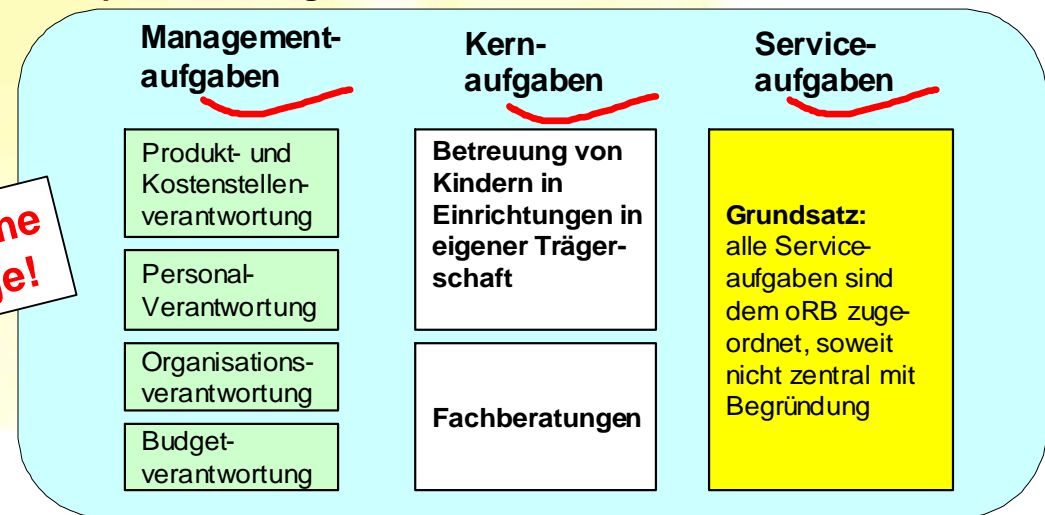 Management-
aufgaben
Produkt- und
Kostenstellen-
verantwortung
Personal-
Verantwortung
Organisations-
verantwortung
Budget-
verantwortung
Kern-
aufgaben
Betreuung von
Kindern in
Einrichtungen in
eigener Träger-
schaft
Fachberatungen
Service-
aufgaben
Grundsatz:
alle Service-
aufgaben sind
dem oRB zuge-
ordnet, soweit
nicht zentral mit
Begründung